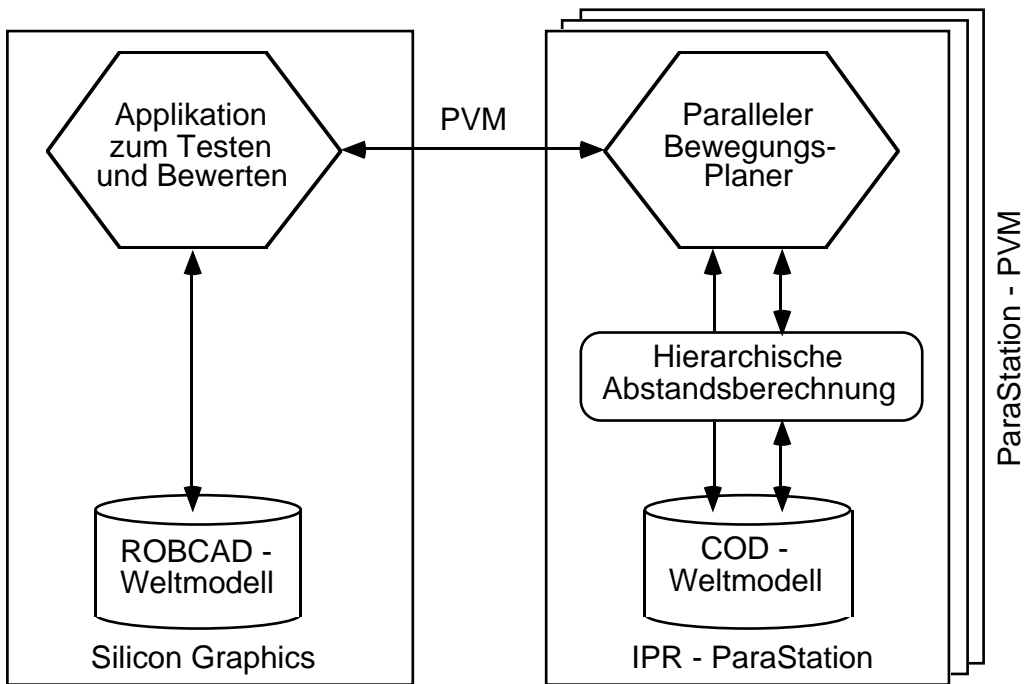 Applikation
zum Testen
und Bewerten
PVM
Paralleler
Bewegungs-
Planer
Hierarchische
Abstandsberechnung
ROBCAD -
Weltmodell
COD -
Weltmodell
Silicon Graphics
IPR - ParaStation
ParaStation - PVM